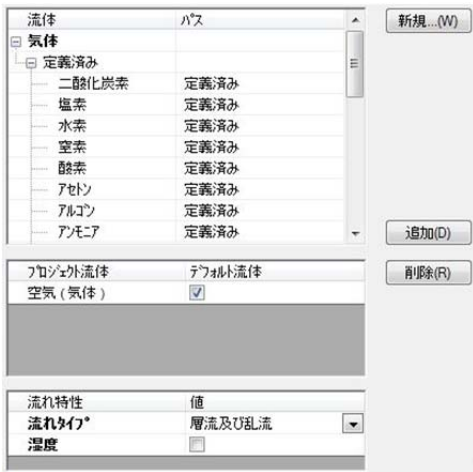 流体 パス
新規...(W)
気体
定義済み
二酸化炭素 定義済み
塩素 定義済み
水素 定義済み
窒素 定義済み
酸素 定義済み
アセトン 定義済み
アルゴン 定義済み
アンモニア 定義済み
追加(D)
プロジェクト流体 デフォルト流体
削除(R)
空気 ( 気体 )
流れ特性 値
流れタイプ 層流及び乱流
湿度